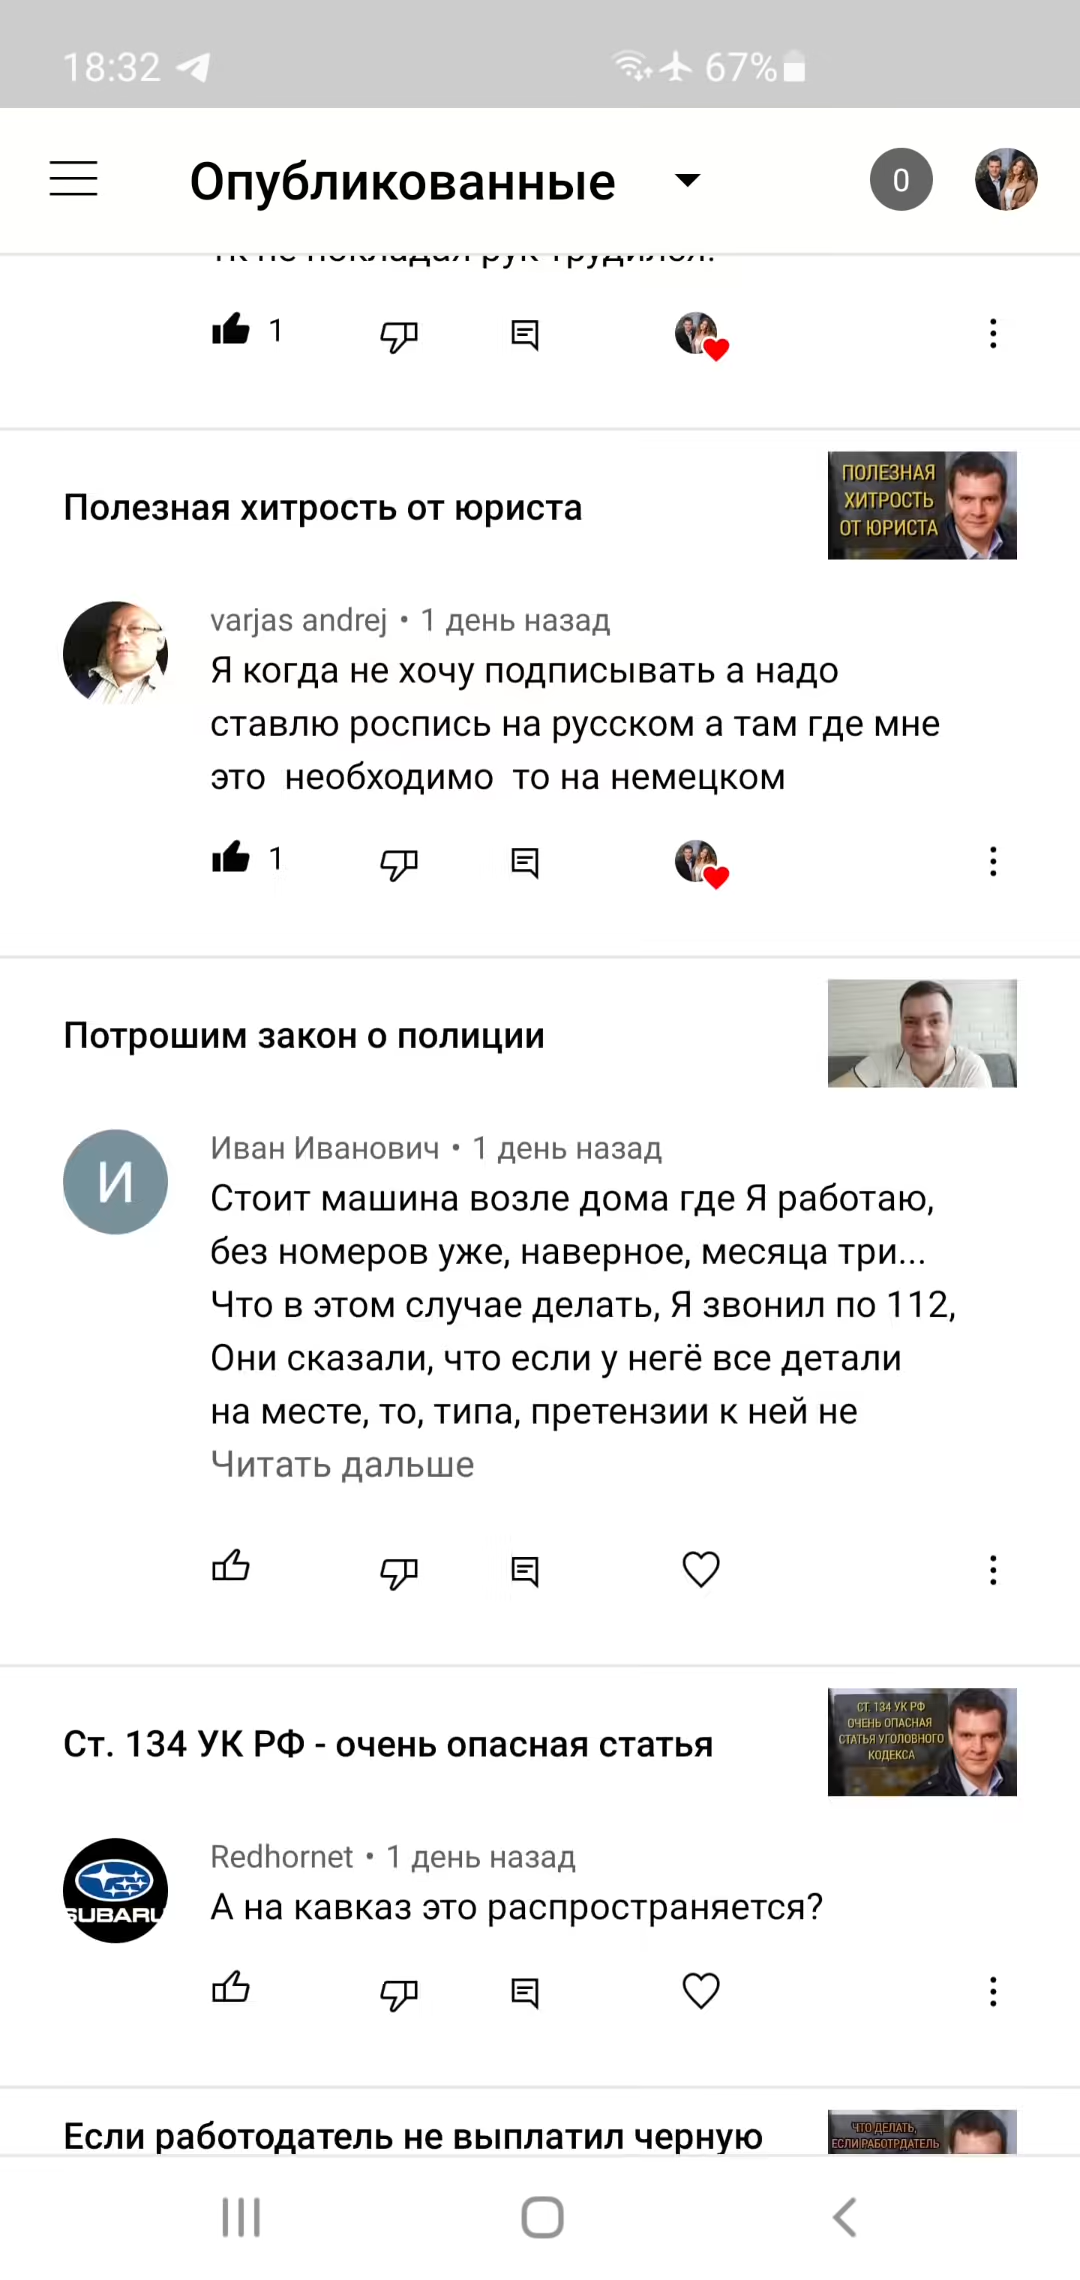 18:32
67%
Опубликованные
0
тк не покладая рук трудился.
1
Полезная хитрость от юриста
ПОЛЕЗНАЯ
ХИТРОСТЬ
ОТ ЮРИСТА
varjas andrej • 1 день назад
Я когда не хочу подписывать а надо
ставлю роспись на русском а там где мне
это необходимо то на немецком
1
Потрошим закон о полиции
И
Иван Иванович • 1 день назад
Стоит машина возле дома где Я работаю,
без номеров уже, наверное, месяца три...
Что в этом случае делать, Я звонил по 112,
Они сказали, что если у негё все детали
на месте, то, типа, претензии к ней не
Читать дальше
Ст. 134 УК РФ - очень опасная статья
СТ. 134 УК РФ
ОЧЕНЬ ОПАСНАЯ
СТАТЬЯ УГОЛОВНОГО
КОДЕКСА
SUBARU
Redhornet • 1 день назад
А на кавказ это распространяется?
Если работодатель не выплатил черную
ЧТО ДЕЛАТЬ,
ЕСЛИ РАБОТРДАТЕЛЬ